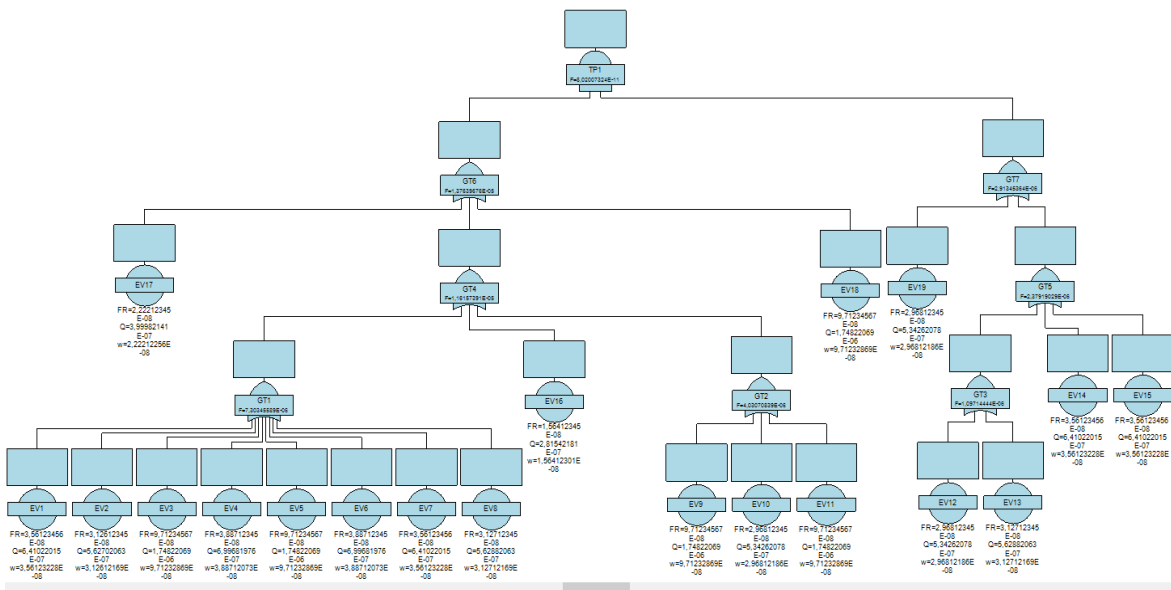 TP1
F=8,02007324E-11
GT6
F=1,37639676E-05
GT7
F=2,91345364E-06
EV17
FR=2,22212345
E-08
Q=3,99982141
E-07
w=2,22212256E
-08
GT4
F=1,16157391E-05
EV18
FR=9,71234567
E-08
Q=1,74822069
E-06
w=9,71232869E
-08
EV19
FR=2,96812345
E-08
Q=5,34262078
E-07
w=2,96812186E
-08
GT5
F=2,37919029E-06
GT1
F=7,30345589E-06
EV16
FR=1,56412345
E-08
Q=2,81542181
E-07
w=1,56412301E
-08
GT2
F=4,03070839E-06
GT3
F=1,09714444E-06
EV14
FR=3,56123456
E-08
Q=6,41022015
E-07
w=3,56123228E
-08
EV15
FR=3,56123456
E-08
Q=6,41022015
E-07
w=3,56123228E
-08
EV1
FR=3,56123456
E-08
Q=6,41022015
E-07
w=3,56123228E
-08
EV2
FR=3,12612345
E-08
Q=5,62702063
E-07
w=3,12612169E
-08
EV3
FR=9,71234567
E-08
Q=1,74822069
E-06
w=9,71232869E
-08
EV4
FR=3,88712345
E-08
Q=6,99681976
E-07
w=3,88712073E
-08
EV5
FR=9,71234567
E-08
Q=1,74822069
E-06
w=9,71232869E
-08
EV6
FR=3,88712345
E-08
Q=6,99681976
E-07
w=3,88712073E
-08
EV7
FR=3,56123456
E-08
Q=6,41022015
E-07
w=3,56123228E
-08
EV8
FR=3,12712345
E-08
Q=5,62882063
E-07
w=3,12712169E
-08
EV9
FR=9,71234567
E-08
Q=1,74822069
E-06
w=9,71232869E
-08
EV10
FR=2,96812345
E-08
Q=5,34262078
E-07
w=2,96812186E
-08
EV11
FR=9,71234567
E-08
Q=1,74822069
E-06
w=9,71232869E
-08
EV12
FR=2,96812345
E-08
Q=5,34262078
E-07
w=2,96812186E
-08
EV13
FR=3,12712345
E-08
Q=5,62882063
E-07
w=3,12712169E
-08